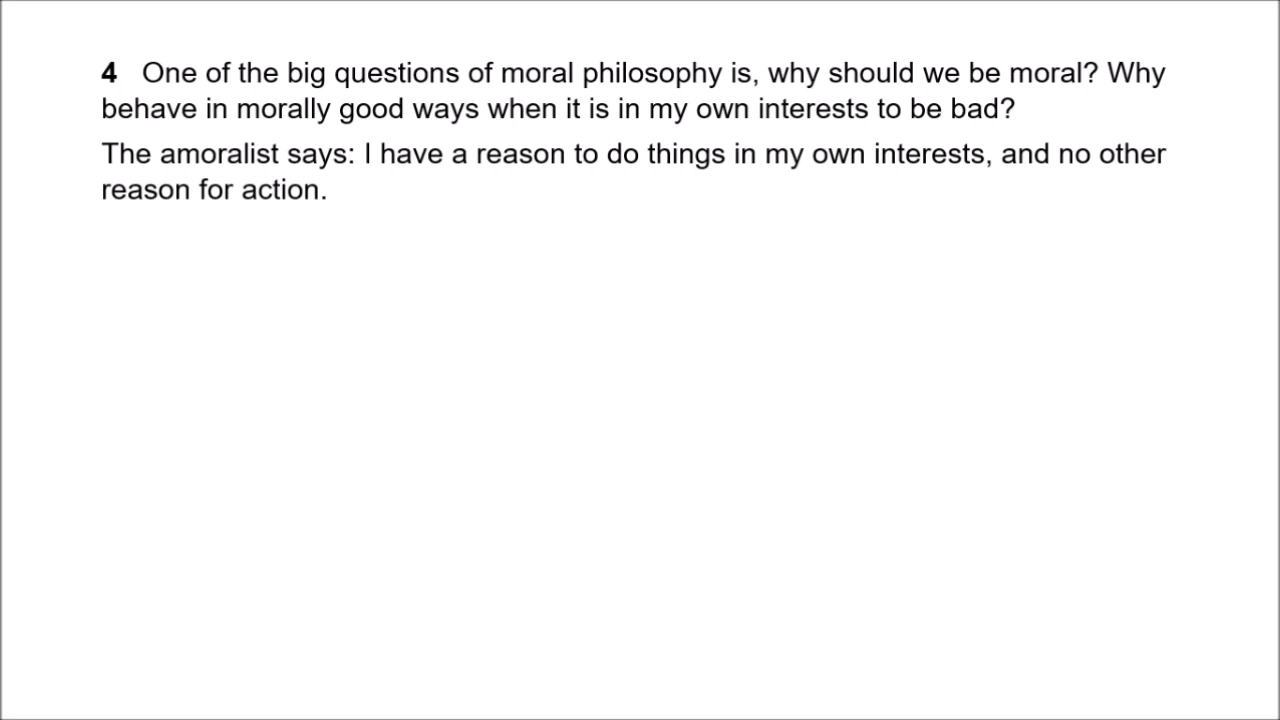 4 One of the big questions of moral philosophy is, why should we be moral? Why
behave in morally good ways when it is in my own interests to be bad?
The amoralist says: I have a reason to do things in my own interests, and no other
reason for action.